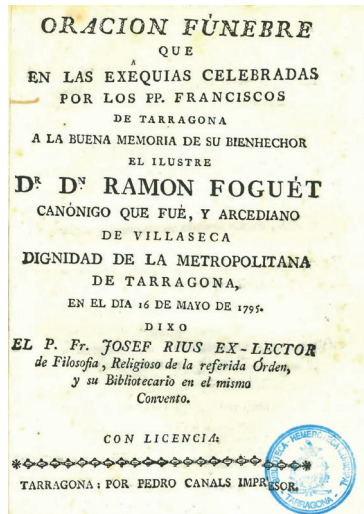 ORACION FÚNEBRE
QUE
EN LAS EXÊQUIAS CELEBRADAS
POR LOS PP. FRANCISCOS
DE TARRAGONA
A LA BUENA MEMORIA DE SU BIENHECHOR
EL ILUSTRE
DR. DN. RAMON FOGUÉT
CANÓNIGO QUE FUÉ, Y ARCEDIANO
DE VILLASECA
DIGNIDAD DE LA METROPOLITANA
DE TARRAGONA,
EN EL DIA 16 DE MAYO DE 1795.
DIXO
EL P. Fr. JOSEF RIUS EX-LECTOR
de Filosofia, Religioso de la referida Órden,
y su Bibliotecario en el mismo
Convento.
CON LICENCIA:
TARRAGONA: POR PEDRO CANALS IMPRESOR.
TARRAGONA